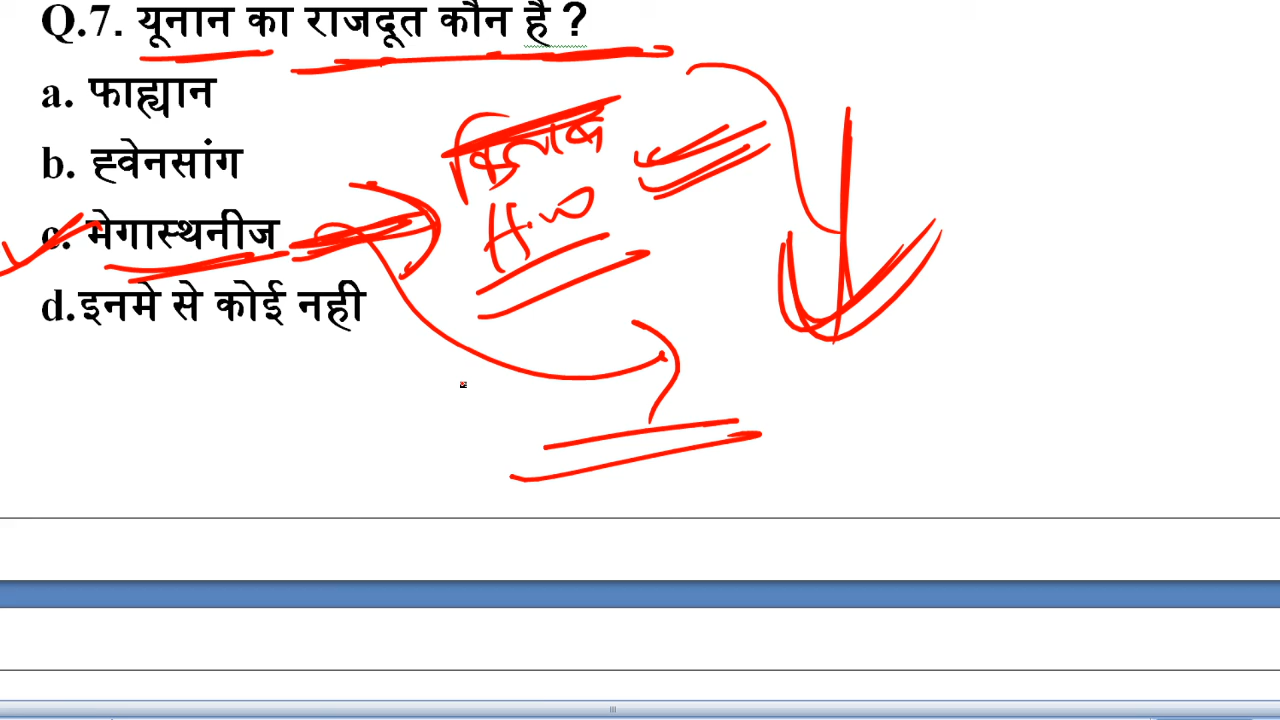 Q.7. यूनान का राजदूत कौन है ?
a. फाह्यान
b. ह्वेनसांग
c. मेगास्थनीज
d.इनमे से कोई नही
H.W